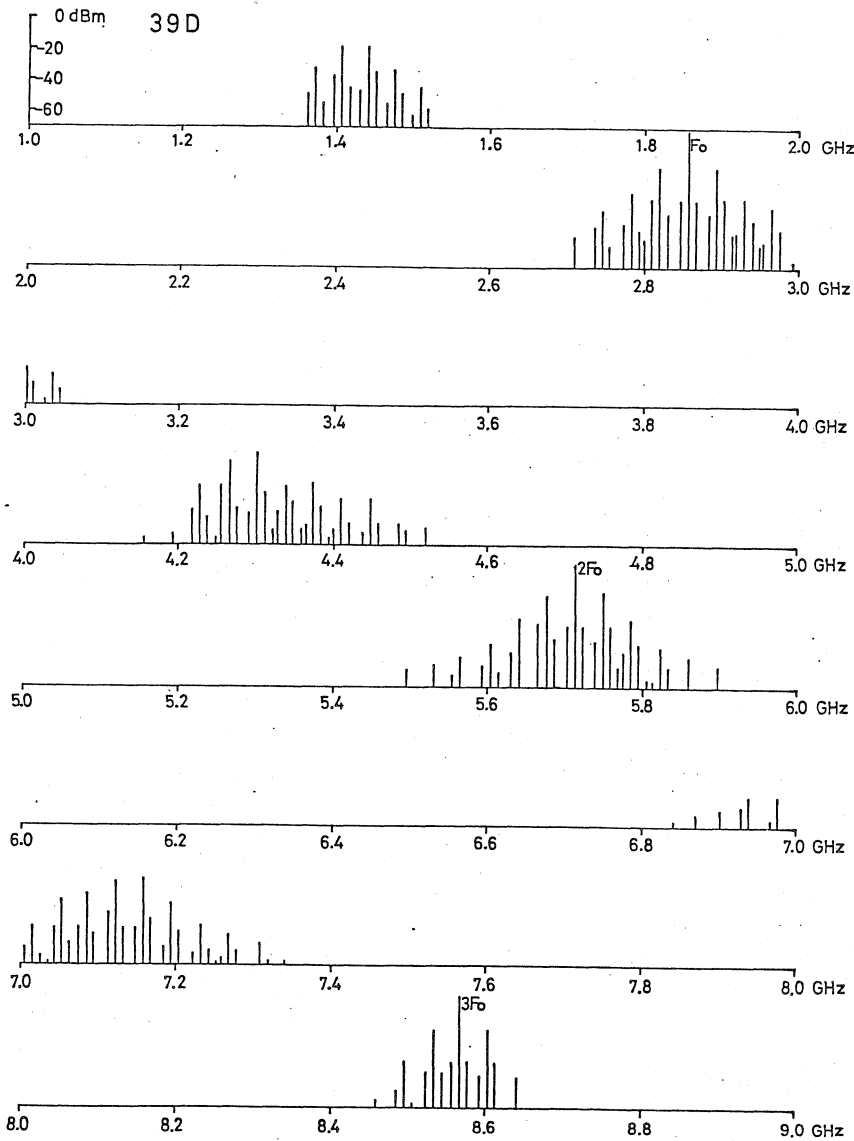 0 dBm 39D
-20
-40
-60
1.0 1.2 1.4 1.6 1.8 2.0 GHz
Fo
2.0 2.2 2.4 2.6 2.8 3.0 GHz
3.0 3.2 3.4 3.6 3.8 4.0 GHz
4.0 4.2 4.4 4.6 4.8 5.0 GHz
2Fo
5.0 5.2 5.4 5.6 5.8 6.0 GHz
6.0 6.2 6.4 6.6 6.8 7.0 GHz
7.0 7.2 7.4 7.6 7.8 8.0 GHz
3Fo
8.0 8.2 8.4 8.6 8.8 9.0 GHz